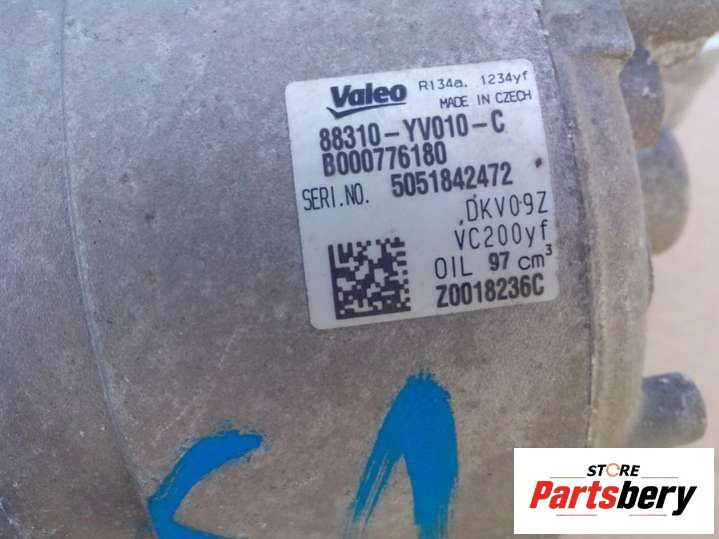 Valeo R134a. 1234yf
MADE IN CZECH
88310-YV010-C
B000776180
SERI.NO. 5051842472
DKV09Z
VC200yf
OIL 97 cm³
Z0018236C
STORE
Partsbery